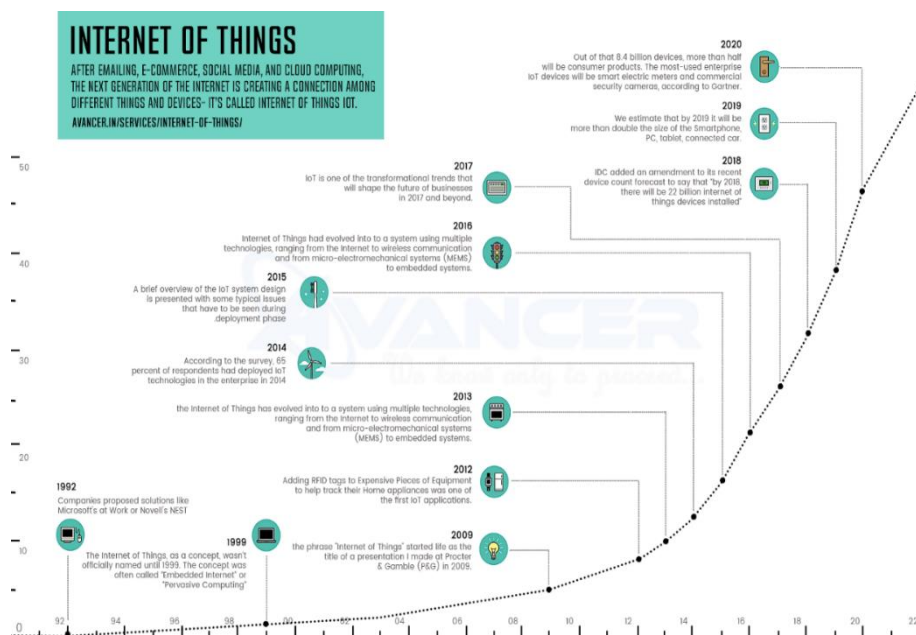 INTERNET OF THINGS
AFTER EMAILING, E-COMMERCE, SOCIAL MEDIA, AND CLOUD COMPUTING,
THE NEXT GENERATION OF THE INTERNET IS CREATING A CONNECTION AMONG
DIFFERENT THINGS AND DEVICES- IT'S CALLED INTERNET OF THINGS IOT.
AVANCER.IN/SERVICES/INTERNET-OF-THINGS/
2020
Out of that 8.4 billion devices, more than half
will be consumer products. The most-used enterprise
IoT devices will be smart electric meters and commercial
security cameras, according to Gartner.
2019
We estimate that by 2019 it will be
more than double the size of the Smartphone,
PC, tablet, connected car.
2018
IDC added an amendment to its recent
device count forecast to say that "by 2018,
there will be 22 billion internet of
things devices installed"
2017
IoT is one of the transformational trends that
will shape the future of businesses
in 2017 and beyond.
2016
Internet of Things had evolved into to a system using multiple
technologies, ranging from the Internet to wireless communication
and from micro-electromechanical systems (MEMS)
to embedded systems.
2015
A brief overview of the IoT system design
is presented with some typical issues
that have to be seen during
.deployment phase
2014
According to the survey, 65
percent of respondents had deployed IoT
technologies in the enterprise in 2014
2013
the Internet of Things has evolved into to a system using multiple technologies,
ranging from the Internet to wireless communication
and from micro-electromechanical systems
(MEMS) to embedded systems.
2012
Adding RFID tags to Expensive Pieces of Equipment
to help track their Home appliances was one of
the first IoT applications.
2009
the phrase "Internet of Things" started life as the
title of a presentation I made at Procter
& Gamble (P&G) in 2009.
1992
Companies proposed solutions like
Microsoft's at Work or Novell's NEST
1999
The Internet of Things, as a concept, wasn't
officially named until 1999. The concept was
often called "Embedded Internet" or
"Pervasive Computing"
AVANCER
We bend only to proceed...
50
40
30
20
10
0
92 94 96 98 00 02 04 06 08 10 12 14 16 18 20 22